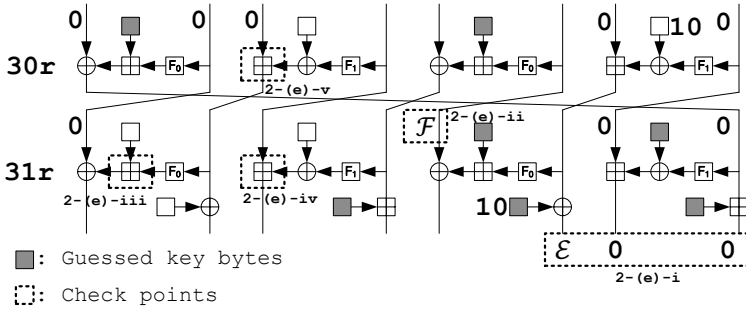 0 0 0 10 0
30r F₀ F₁ F₀ F₁
2-(e)-v
0 ℱ 2-(e)-ii 0 0
31r F₀ F₁ F₀ F₁
2-(e)-iii 2-(e)-iv 10
ℰ 0 0
2-(e)-i
: Guessed key bytes
: Check points